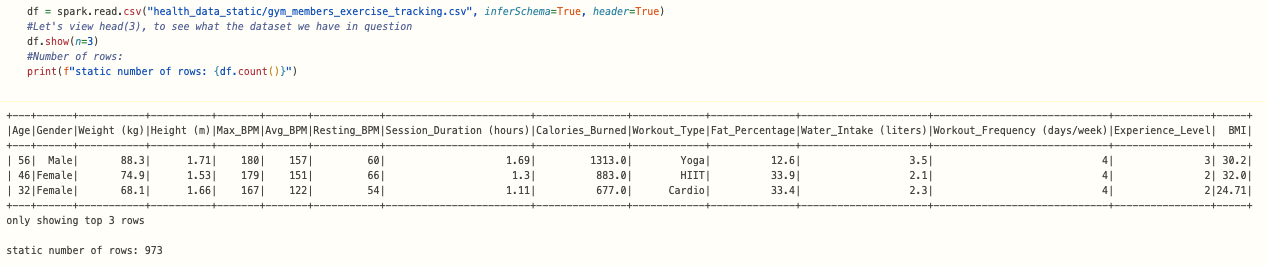 df = spark.read.csv("health_data_static/gym_members_exercise_tracking.csv", inferSchema=True, header=True)
#Let's view head(3), to see what the dataset we have in question
df.show(n=3)
#Number of rows:
print(f"static number of rows: {df.count()}")
+---+------+-----------+----------+-------+-------+-----------+------------------------+---------------+------------+--------------+---------------------+-------------------------------+----------------+-----+
|Age|Gender|Weight (kg)|Height (m)|Max_BPM|Avg_BPM|Resting_BPM|Session_Duration (hours)|Calories_Burned|Workout_Type|Fat_Percentage|Water_Intake (liters)|Workout_Frequency (days/week)|Experience_Level|  BMI|
+---+------+-----------+----------+-------+-------+-----------+------------------------+---------------+------------+--------------+---------------------+-------------------------------+----------------+-----+
| 56|  Male|       88.3|      1.71|    180|    157|         60|                    1.69|         1313.0|        Yoga|          12.6|                  3.5|                            4|               3| 30.2|
| 46|Female|       74.9|      1.53|    179|    151|         66|                     1.3|          883.0|        HIIT|          33.9|                  2.1|                            4|               2| 32.0|
| 32|Female|       68.1|      1.66|    167|    122|         54|                    1.11|          677.0|      Cardio|          33.4|                  2.3|                            4|               2|24.71|
+---+------+-----------+----------+-------+-------+-----------+------------------------+---------------+------------+--------------+---------------------+-------------------------------+----------------+-----+
only showing top 3 rows
static number of rows: 973